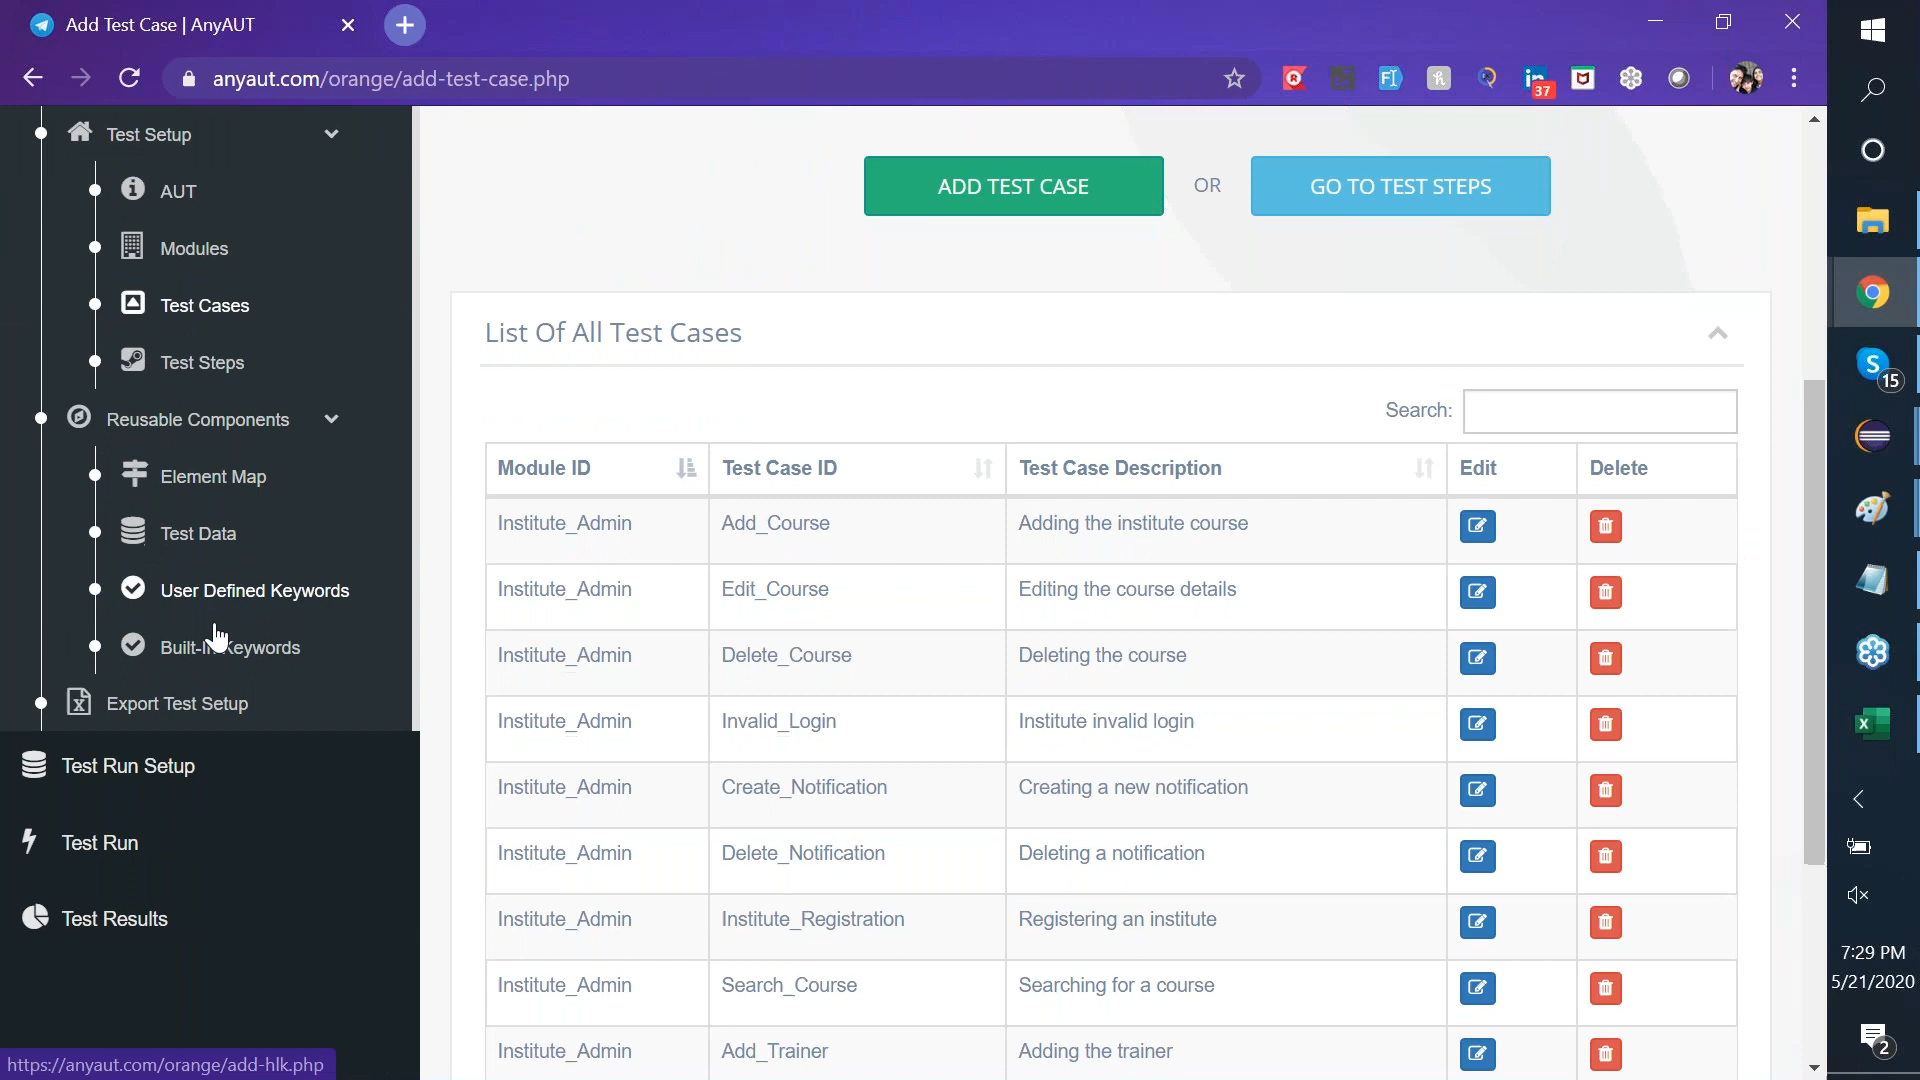 Add Test Case | AnyAUT
anyaut.com/orange/add-test-case.php
37
Test Setup
AUT
Modules
Test Cases
Test Steps
Reusable Components
Element Map
Test Data
User Defined Keywords
Built-In Keywords
Export Test Setup
Test Run Setup
Test Run
Test Results
https://anyaut.com/orange/add-hlk.php
ADD TEST CASE OR GO TO TEST STEPS
List Of All Test Cases
Search:
Module ID Test Case ID Test Case Description Edit Delete
Institute_Admin Add_Course Adding the institute course
Institute_Admin Edit_Course Editing the course details
Institute_Admin Delete_Course Deleting the course
Institute_Admin Invalid_Login Institute invalid login
Institute_Admin Create_Notification Creating a new notification
Institute_Admin Delete_Notification Deleting a notification
Institute_Admin Institute_Registration Registering an institute
Institute_Admin Search_Course Searching for a course
Institute_Admin Add_Trainer Adding the trainer
15
7:29 PM
5/21/2020
2